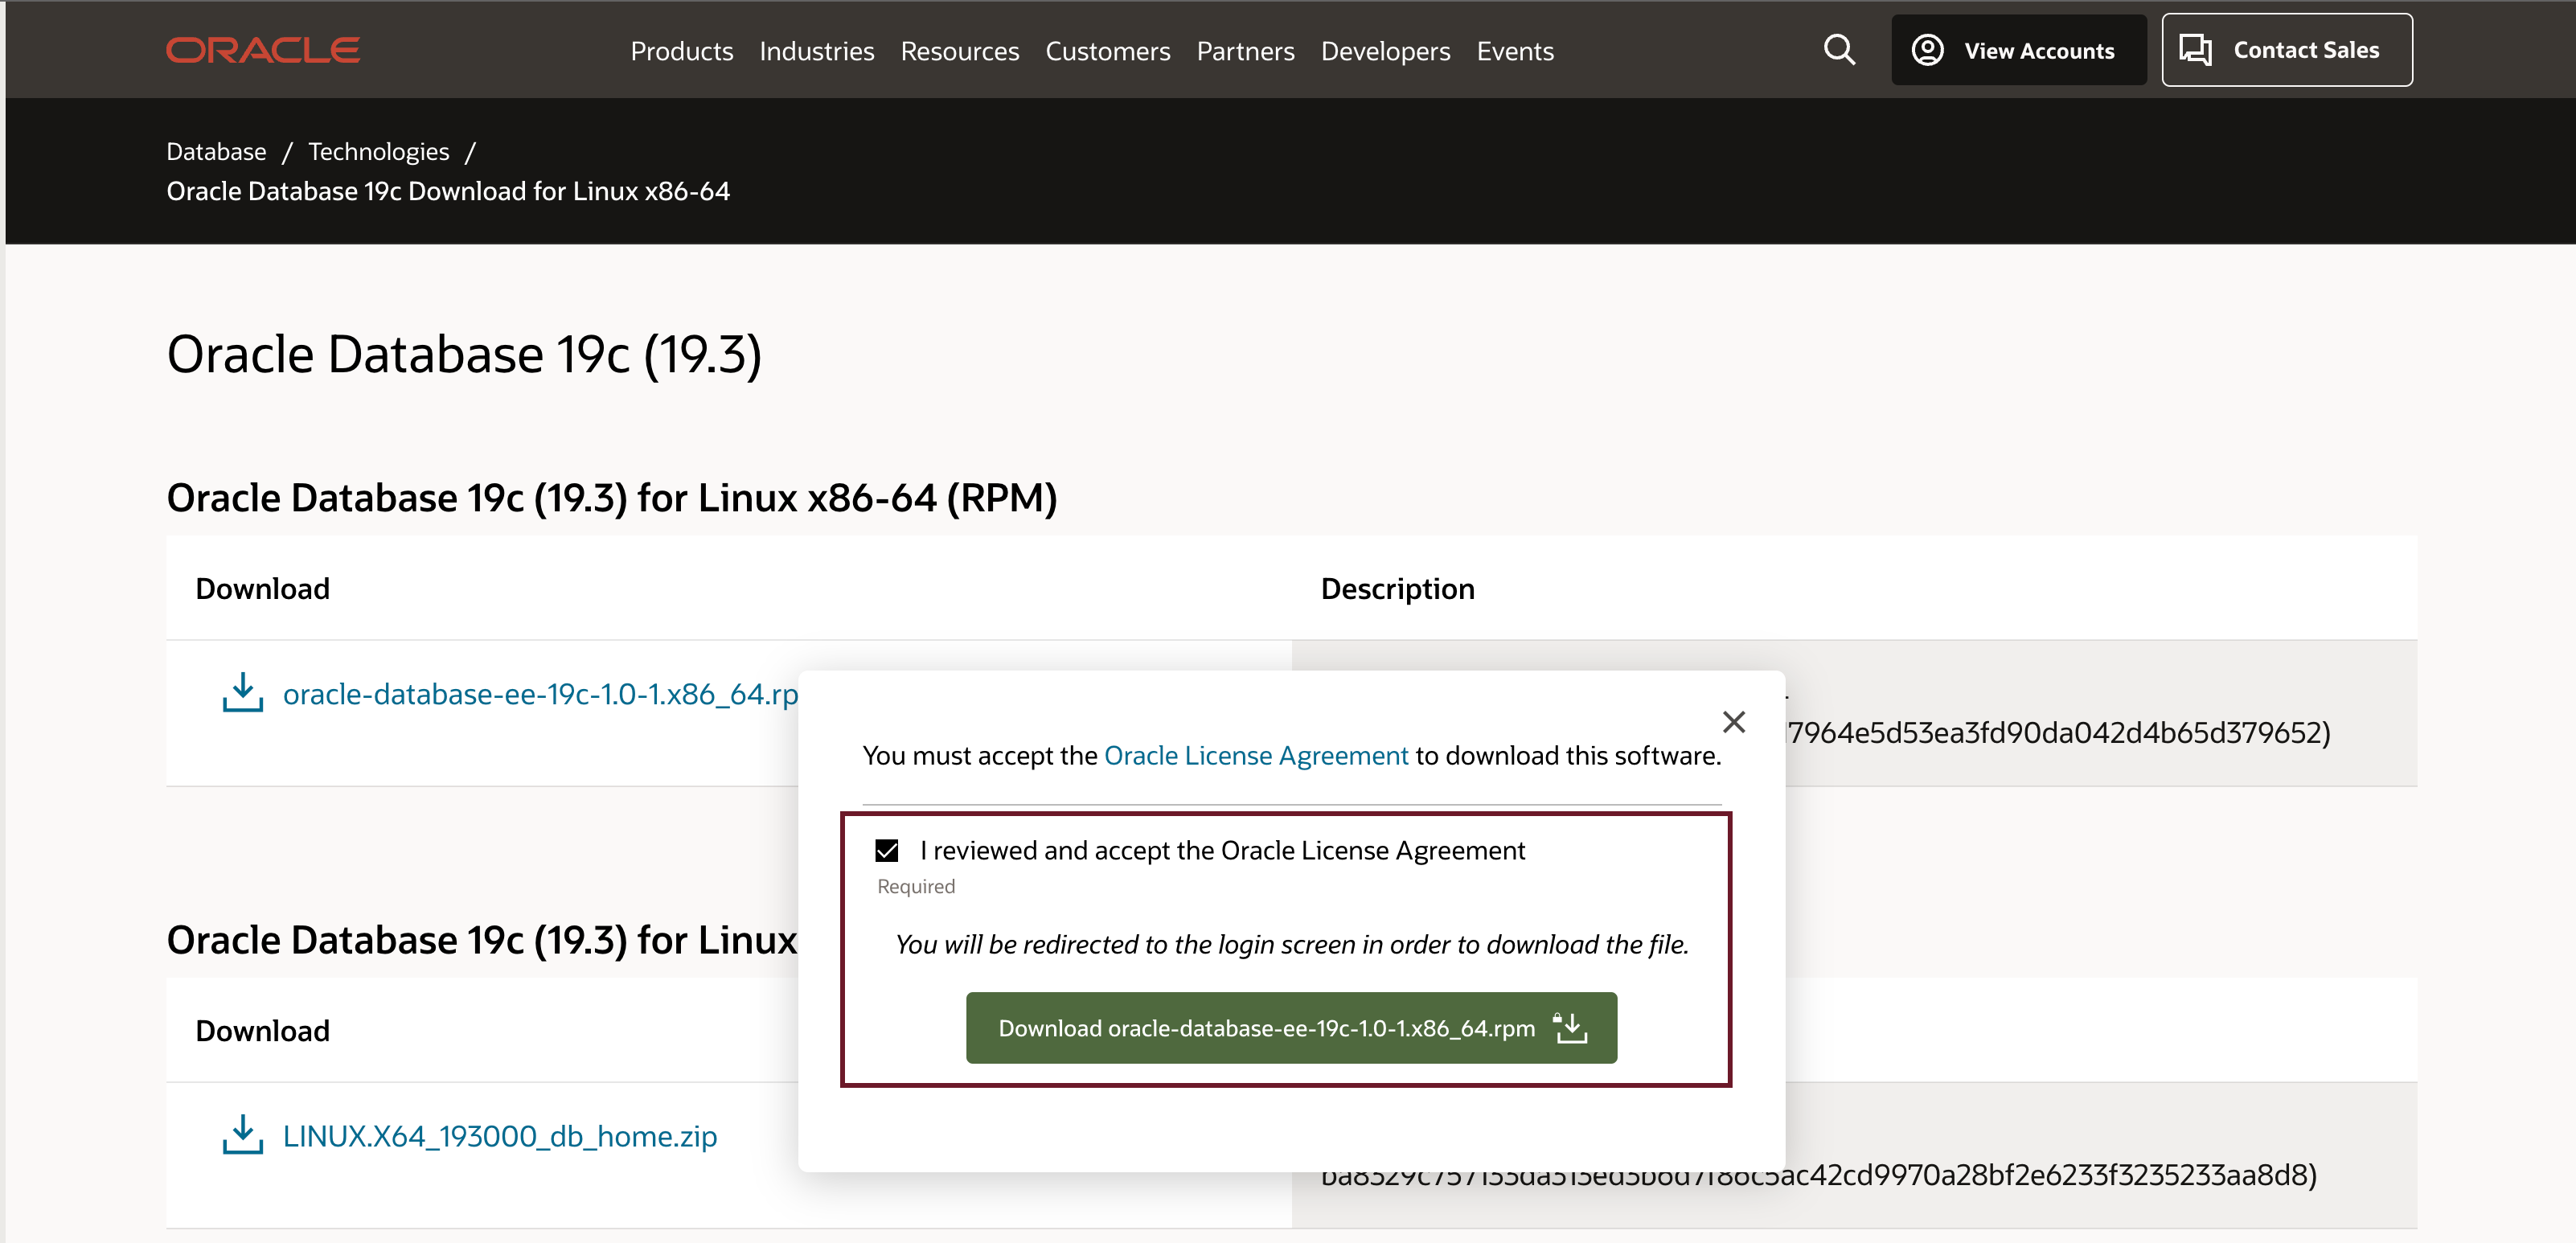 ORACLE
Products Industries Resources Customers Partners Developers Events
View Accounts
Contact Sales
Database / Technologies /
Oracle Database 19c Download for Linux x86-64
Oracle Database 19c (19.3)
Oracle Database 19c (19.3) for Linux x86-64 (RPM)
Download Description
oracle-database-ee-19c-1.0-1.x86_64.rp
7964e5d53ea3fd90da042d4b65d379652)
You must accept the Oracle License Agreement to download this software.
I reviewed and accept the Oracle License Agreement
Required
You will be redirected to the login screen in order to download the file.
Download oracle-database-ee-19c-1.0-1.x86_64.rpm
Oracle Database 19c (19.3) for Linux
Download
LINUX.X64_193000_db_home.zip
ba8329c757133da313ed3b6d7f86c5ac42cd9970a28bf2e6233f3235233aa8d8)